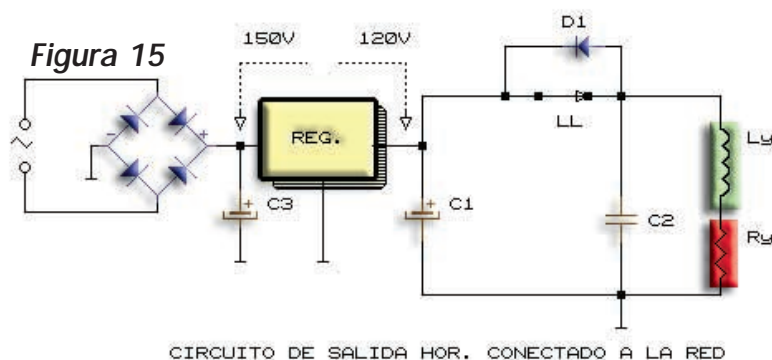 Figura 15
150V
120V
D1
REG.
LL
Ly
C3
C1
C2
Ry
-
+
+
+
CIRCUITO DE SALIDA HOR. CONECTADO A LA RED